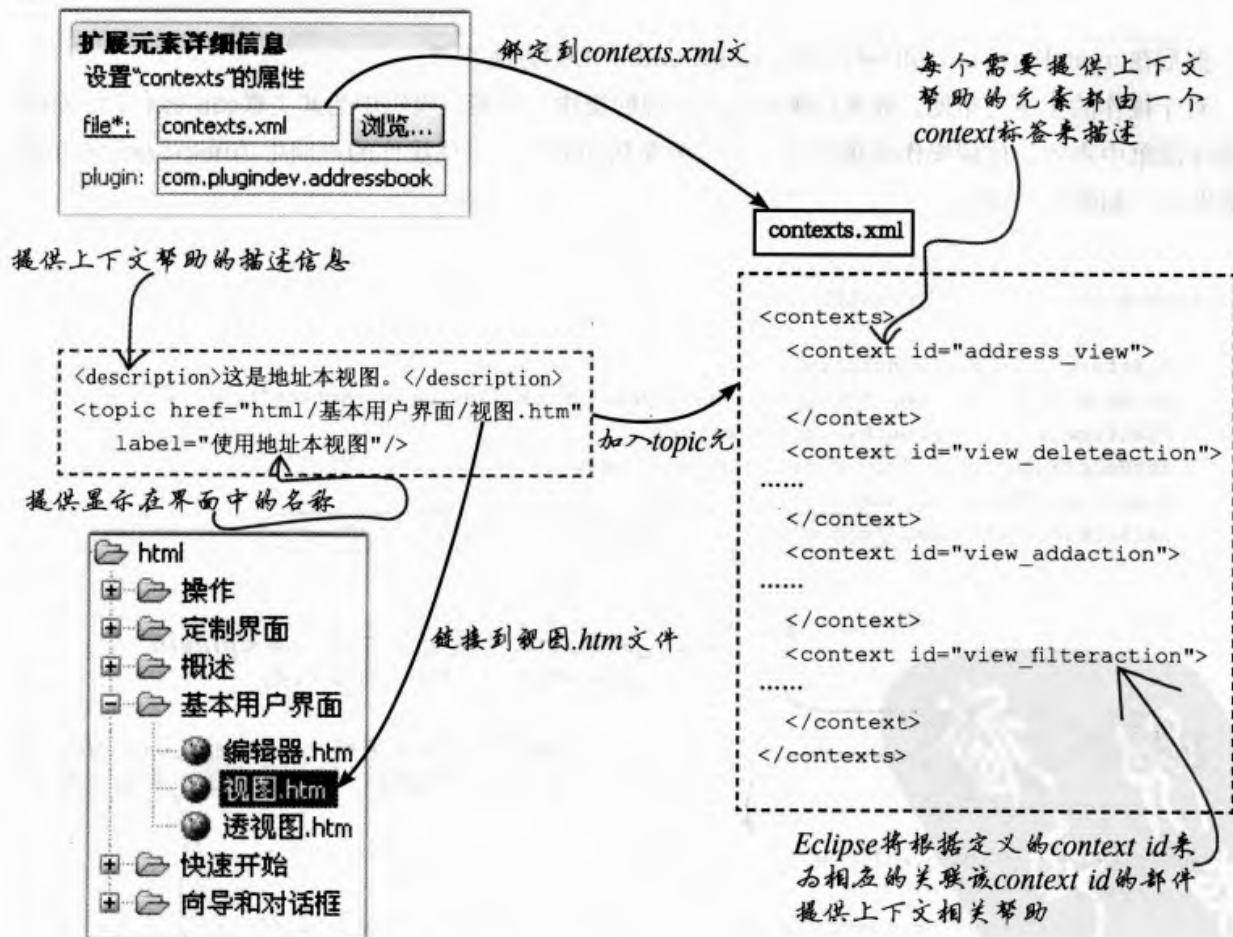 扩展元素详细信息
设置“contexts”的属性
file*: contexts.xml 浏览...
plugin: com.plugindev.addressbook
绑定到contexts.xml文
每个需要提供上下文
帮助的元素都由一个
context标签来描述
contexts.xml
提供上下文帮助的描述信息
<description>这是地址本视图。</description>
<topic href="html/基本用户界面/视图.htm"
label="使用地址本视图"/>
加入topic元
提供显示在界面中的名称
<contexts>
<context id="address_view">
</context>
<context id="view_deleteaction">
……
</context>
<context id="view_addaction">
……
</context>
<context id="view_filteraction">
……
</context>
</contexts>
html
操作
定制界面
概述
基本用户界面
编辑器.htm
视图.htm
透视图.htm
快速开始
向导和对话框
链接到视图.htm文件
Eclipse将根据定义的context id来
为相应的关联该context id的部件
提供上下文相关帮助